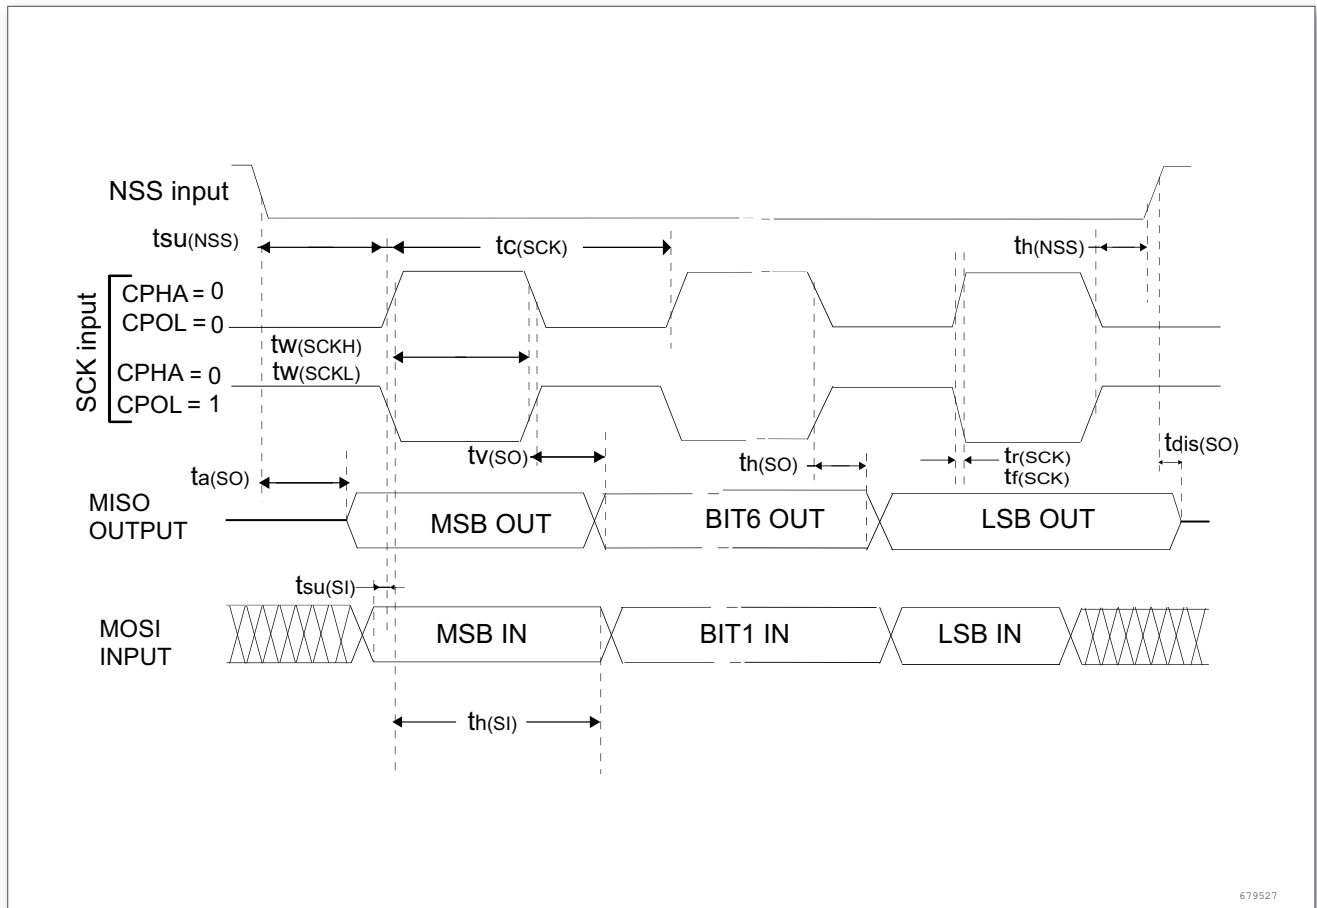 NSS input
tsu(NSS)
tc(SCK)
th(NSS)
SCK input
CPHA = 0
CPOL = 0
tw(SCKH)
tw(SCKL)
CPHA = 0
CPOL = 1
tv(SO)
th(SO)
tr(SCK)
tf(SCK)
tdis(SO)
ta(SO)
MISO
OUTPUT
MSB OUT
BIT6 OUT
LSB OUT
tsu(SI)
MOSI
INPUT
MSB IN
BIT1 IN
LSB IN
th(SI)
679527